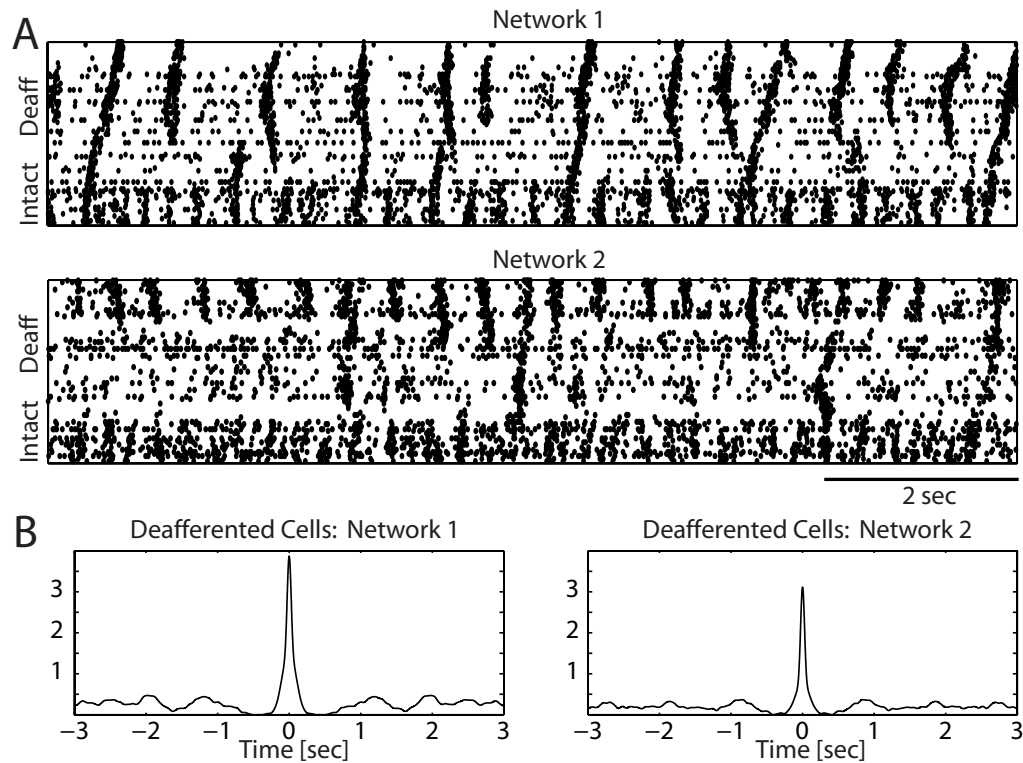 A
Network 1
Deaff
Intact
Network 2
Deaff
Intact
2 sec
B
Deafferented Cells: Network 1
3
2
1
−3 −2 −1 0 1 2 3
Time [sec]
Deafferented Cells: Network 2
3
2
1
−3 −2 −1 0 1 2 3
Time [sec]